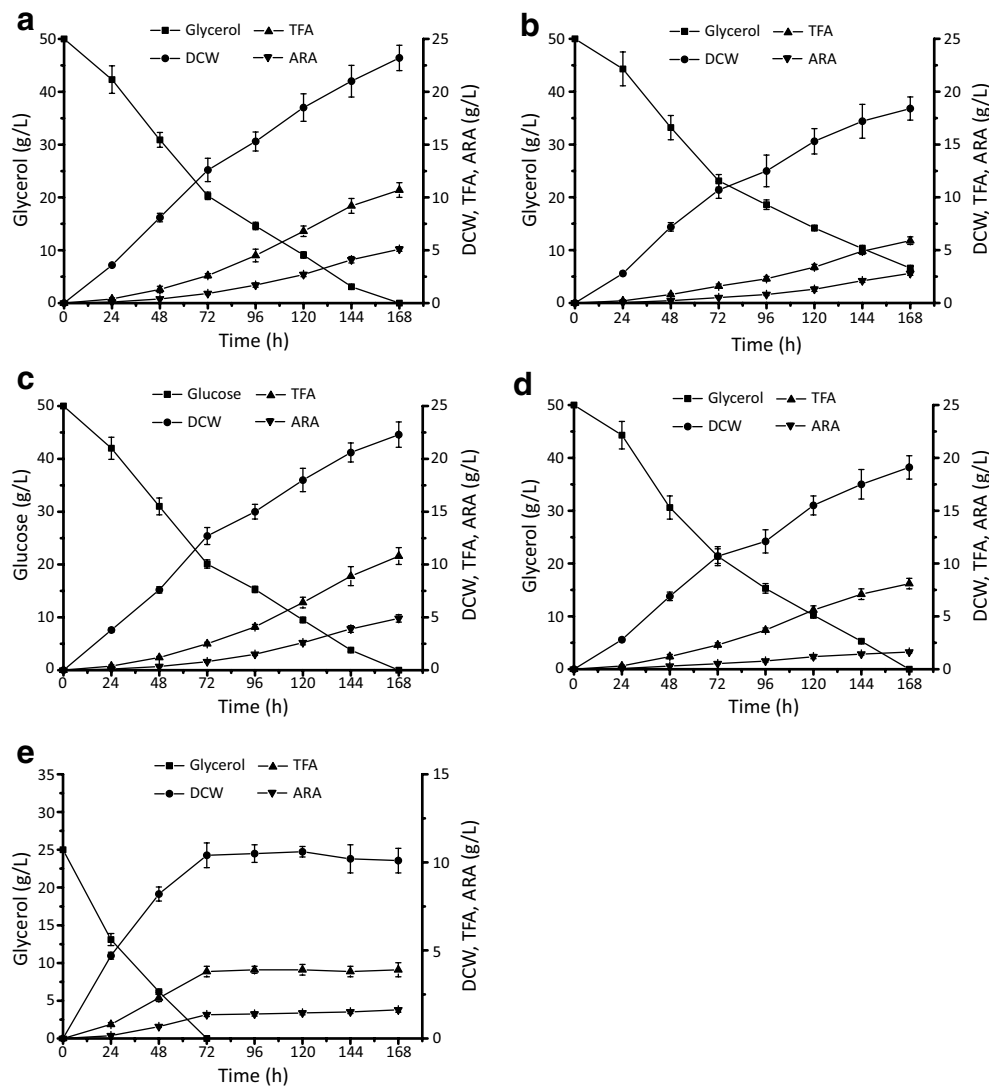 a
Glycerol TFA
DCW ARA
50 25
40 20
30 15
20 10
10 5
0 0
0 24 48 72 96 120 144 168
Time (h)
Glycerol (g/L)
DCW, TFA, ARA (g/L)
b
Glycerol TFA
DCW ARA
50 25
40 20
30 15
20 10
10 5
0 0
0 24 48 72 96 120 144 168
Time (h)
Glycerol (g/L)
DCW, TFA, ARA (g/L)
c
Glucose TFA
DCW ARA
50 25
40 20
30 15
20 10
10 5
0 0
0 24 48 72 96 120 144 168
Time (h)
Glucose (g/L)
DCW, TFA, ARA (g/L)
d
Glycerol TFA
DCW ARA
50 25
40 20
30 15
20 10
10 5
0 0
0 24 48 72 96 120 144 168
Time (h)
Glycerol (g/L)
DCW, TFA, ARA (g/L)
e
Glycerol TFA
DCW ARA
35 15
30
25 10
20
15
10 5
5
0 0
0 24 48 72 96 120 144 168
Time (h)
Glycerol (g/L)
DCW, TFA, ARA (g/L)